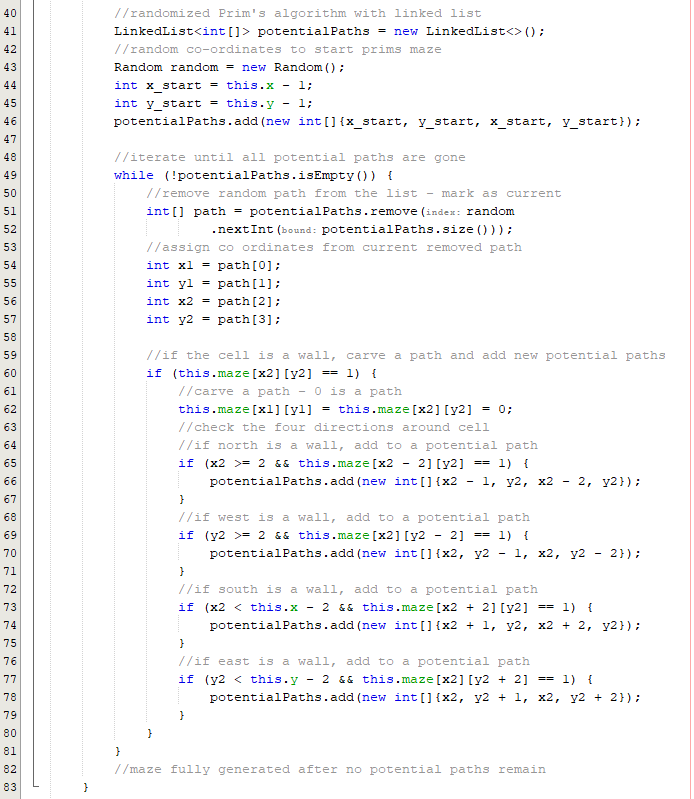 40 //randomized Prim's algorithm with linked list
41 LinkedList<int[]> potentialPaths = new LinkedList<>();
42 //random co-ordinates to start prims maze
43 Random random = new Random();
44 int x_start = this.x - 1;
45 int y_start = this.y - 1;
46 potentialPaths.add(new int[]{x_start, y_start, x_start, y_start});
47
48 //iterate until all potential paths are gone
49 while (!potentialPaths.isEmpty()) {
50 //remove random path from the list - mark as current
51 int[] path = potentialPaths.remove(index: random
52 .nextInt(bound: potentialPaths.size()));
53 //assign co ordinates from current removed path
54 int x1 = path[0];
55 int y1 = path[1];
56 int x2 = path[2];
57 int y2 = path[3];
58
59 //if the cell is a wall, carve a path and add new potential paths
60 if (this.maze[x2][y2] == 1) {
61 //carve a path - 0 is a path
62 this.maze[x1][y1] = this.maze[x2][y2] = 0;
63 //check the four directions around cell
64 //if north is a wall, add to a potential path
65 if (x2 >= 2 && this.maze[x2 - 2][y2] == 1) {
66 potentialPaths.add(new int[]{x2 - 1, y2, x2 - 2, y2});
67 }
68 //if west is a wall, add to a potential path
69 if (y2 >= 2 && this.maze[x2][y2 - 2] == 1) {
70 potentialPaths.add(new int[]{x2, y2 - 1, x2, y2 - 2});
71 }
72 //if south is a wall, add to a potential path
73 if (x2 < this.x - 2 && this.maze[x2 + 2][y2] == 1) {
74 potentialPaths.add(new int[]{x2 + 1, y2, x2 + 2, y2});
75 }
76 //if east is a wall, add to a potential path
77 if (y2 < this.y - 2 && this.maze[x2][y2 + 2] == 1) {
78 potentialPaths.add(new int[]{x2, y2 + 1, x2, y2 + 2});
79 }
80 }
81 }
82 //maze fully generated after no potential paths remain
83 }